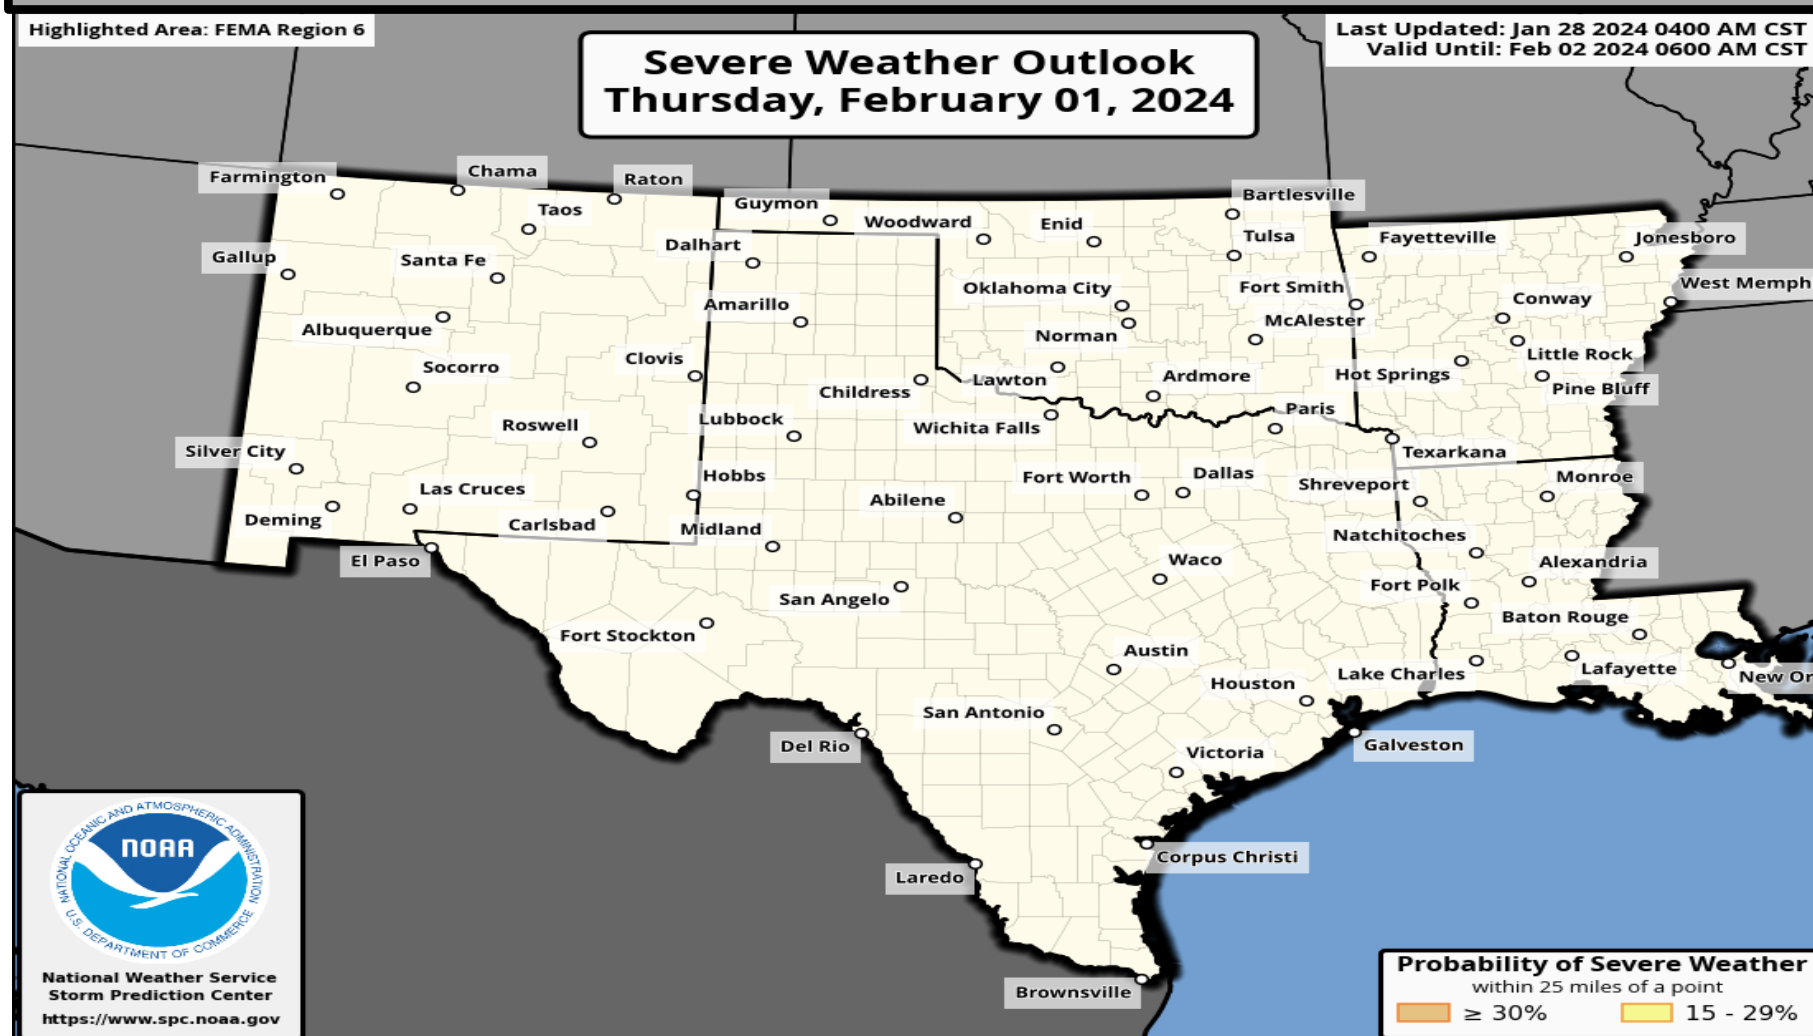 Highlighted Area: FEMA Region 6
Last Updated: Jan 28 2024 0400 AM CST
Valid Until: Feb 02 2024 0600 AM CST
Severe Weather Outlook
Thursday, February 01, 2024
Farmington
Chama
Raton
Taos
Guymon
Woodward
Enid
Bartlesville
Tulsa
Fayetteville
Jonesboro
Gallup
Santa Fe
Dalhart
Oklahoma City
Fort Smith
Conway
West Memph
Albuquerque
Amarillo
Norman
McAlester
Little Rock
Socorro
Clovis
Childress
Lawton
Ardmore
Hot Springs
Pine Bluff
Roswell
Lubbock
Wichita Falls
Paris
Texarkana
Silver City
Las Cruces
Hobbs
Abilene
Fort Worth
Dallas
Shreveport
Monroe
Deming
Carlsbad
Midland
Natchitoches
El Paso
San Angelo
Waco
Fort Polk
Alexandria
Fort Stockton
Austin
Baton Rouge
Houston
Lake Charles
Lafayette
New Or
San Antonio
Del Rio
Victoria
Galveston
Laredo
Corpus Christi
Brownsville
NATIONAL OCEANIC AND ATMOSPHERIC ADMINISTRATION
NOAA
U.S. DEPARTMENT OF COMMERCE
National Weather Service
Storm Prediction Center
https://www.spc.noaa.gov
Probability of Severe Weather
within 25 miles of a point
≥ 30%
15 - 29%